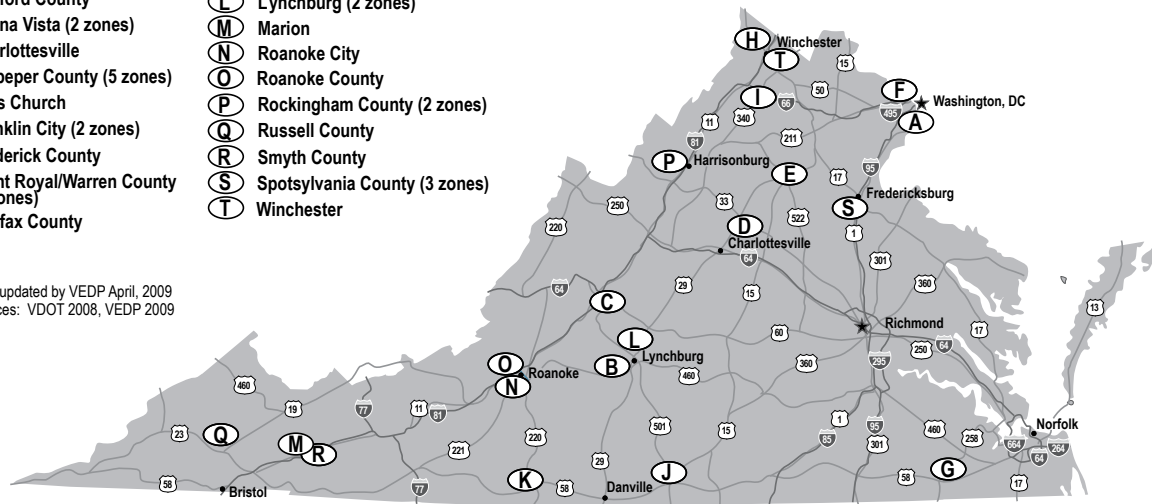 ford County
na Vista (2 zones)
rlottesville
peper County (5 zones)
s Church
nklin City (2 zones)
derick County
nt Royal/Warren County
ones)
fax County
L Lynchburg (2 zones)
M Marion
N Roanoke City
O Roanoke County
P Rockingham County (2 zones)
Q Russell County
R Smyth County
S Spotsylvania County (3 zones)
T Winchester
updated by VEDP April, 2009
ces: VDOT 2008, VEDP 2009
H
Winchester
T
15
50
F
I
66
Washington, DC
495
A
340
11
81
211
P
Harrisonburg
E
95
17
Fredericksburg
S
33
250
522
220
D
Charlottesville
1
64
301
29
15
360
64
C
13
Richmond
17
60
L
250
64
Lynchburg
B
360
295
O
Roanoke
460
N
460
19
77
11
81
1
501
15
95
85
301
460
258
Norfolk
664
264
64
23
Q
M
R
220
221
29
G
58
17
K
58
J
58
Bristol
77
Danville